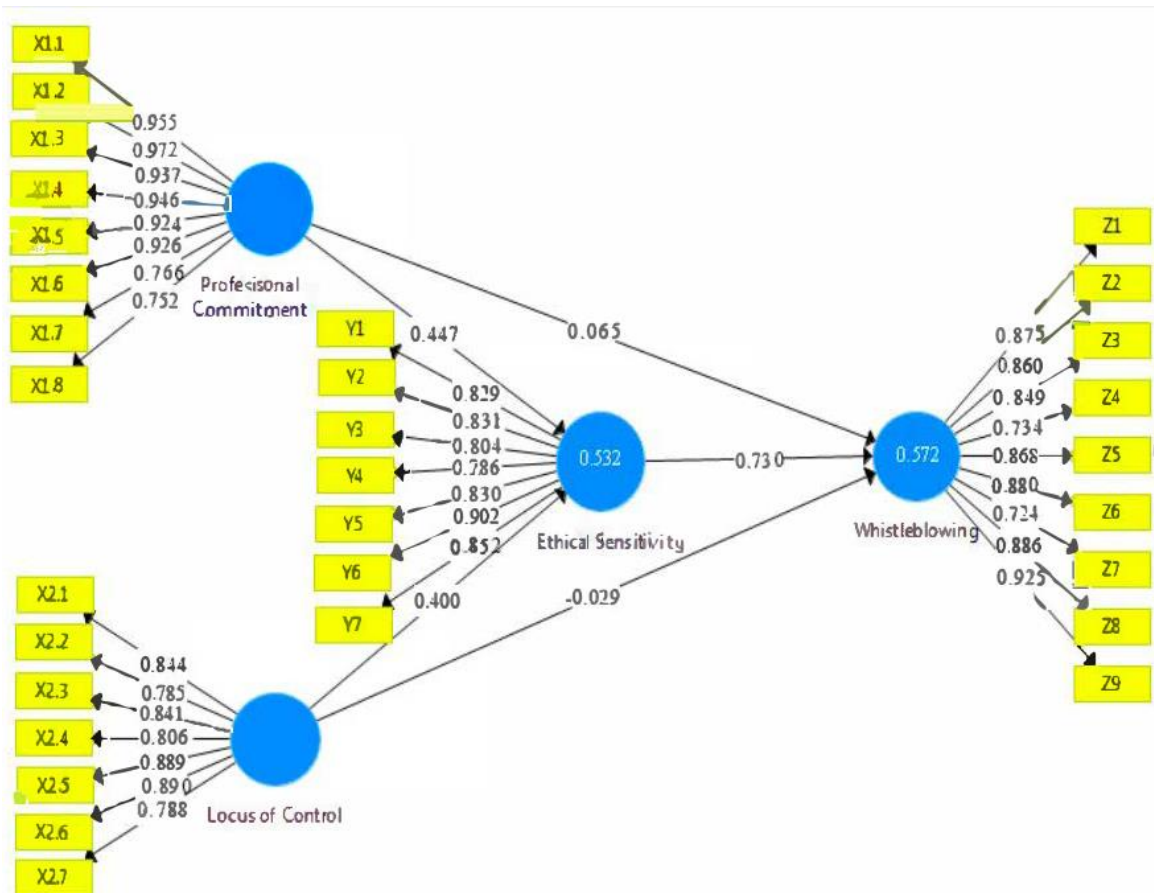 X1.1
X1.2
X1.3
X1.4
X1.5
X1.6
X1.7
X1.8
0.955
0.972
0.937
0.946
0.924
0.926
0.766
0.752
Profesisonal
Commitment
0.447
0.065
Y1
Y2
Y3
Y4
Y5
Y6
Y7
0.829
0.831
0.804
0.786
0.830
0.902
0.852
0.532
Ethical Sensitivity
0.730
0.400
-0.029
X2.1
X2.2
X2.3
X2.4
X2.5
X2.6
X2.7
0.844
0.785
0.841
0.806
0.889
0.890
0.788
Locus of Control
0.572
Whistleblowing
0.875
0.860
0.849
0.734
0.868
0.880
0.724
0.886
0.925
Z1
Z2
Z3
Z4
Z5
Z6
Z7
Z8
Z9